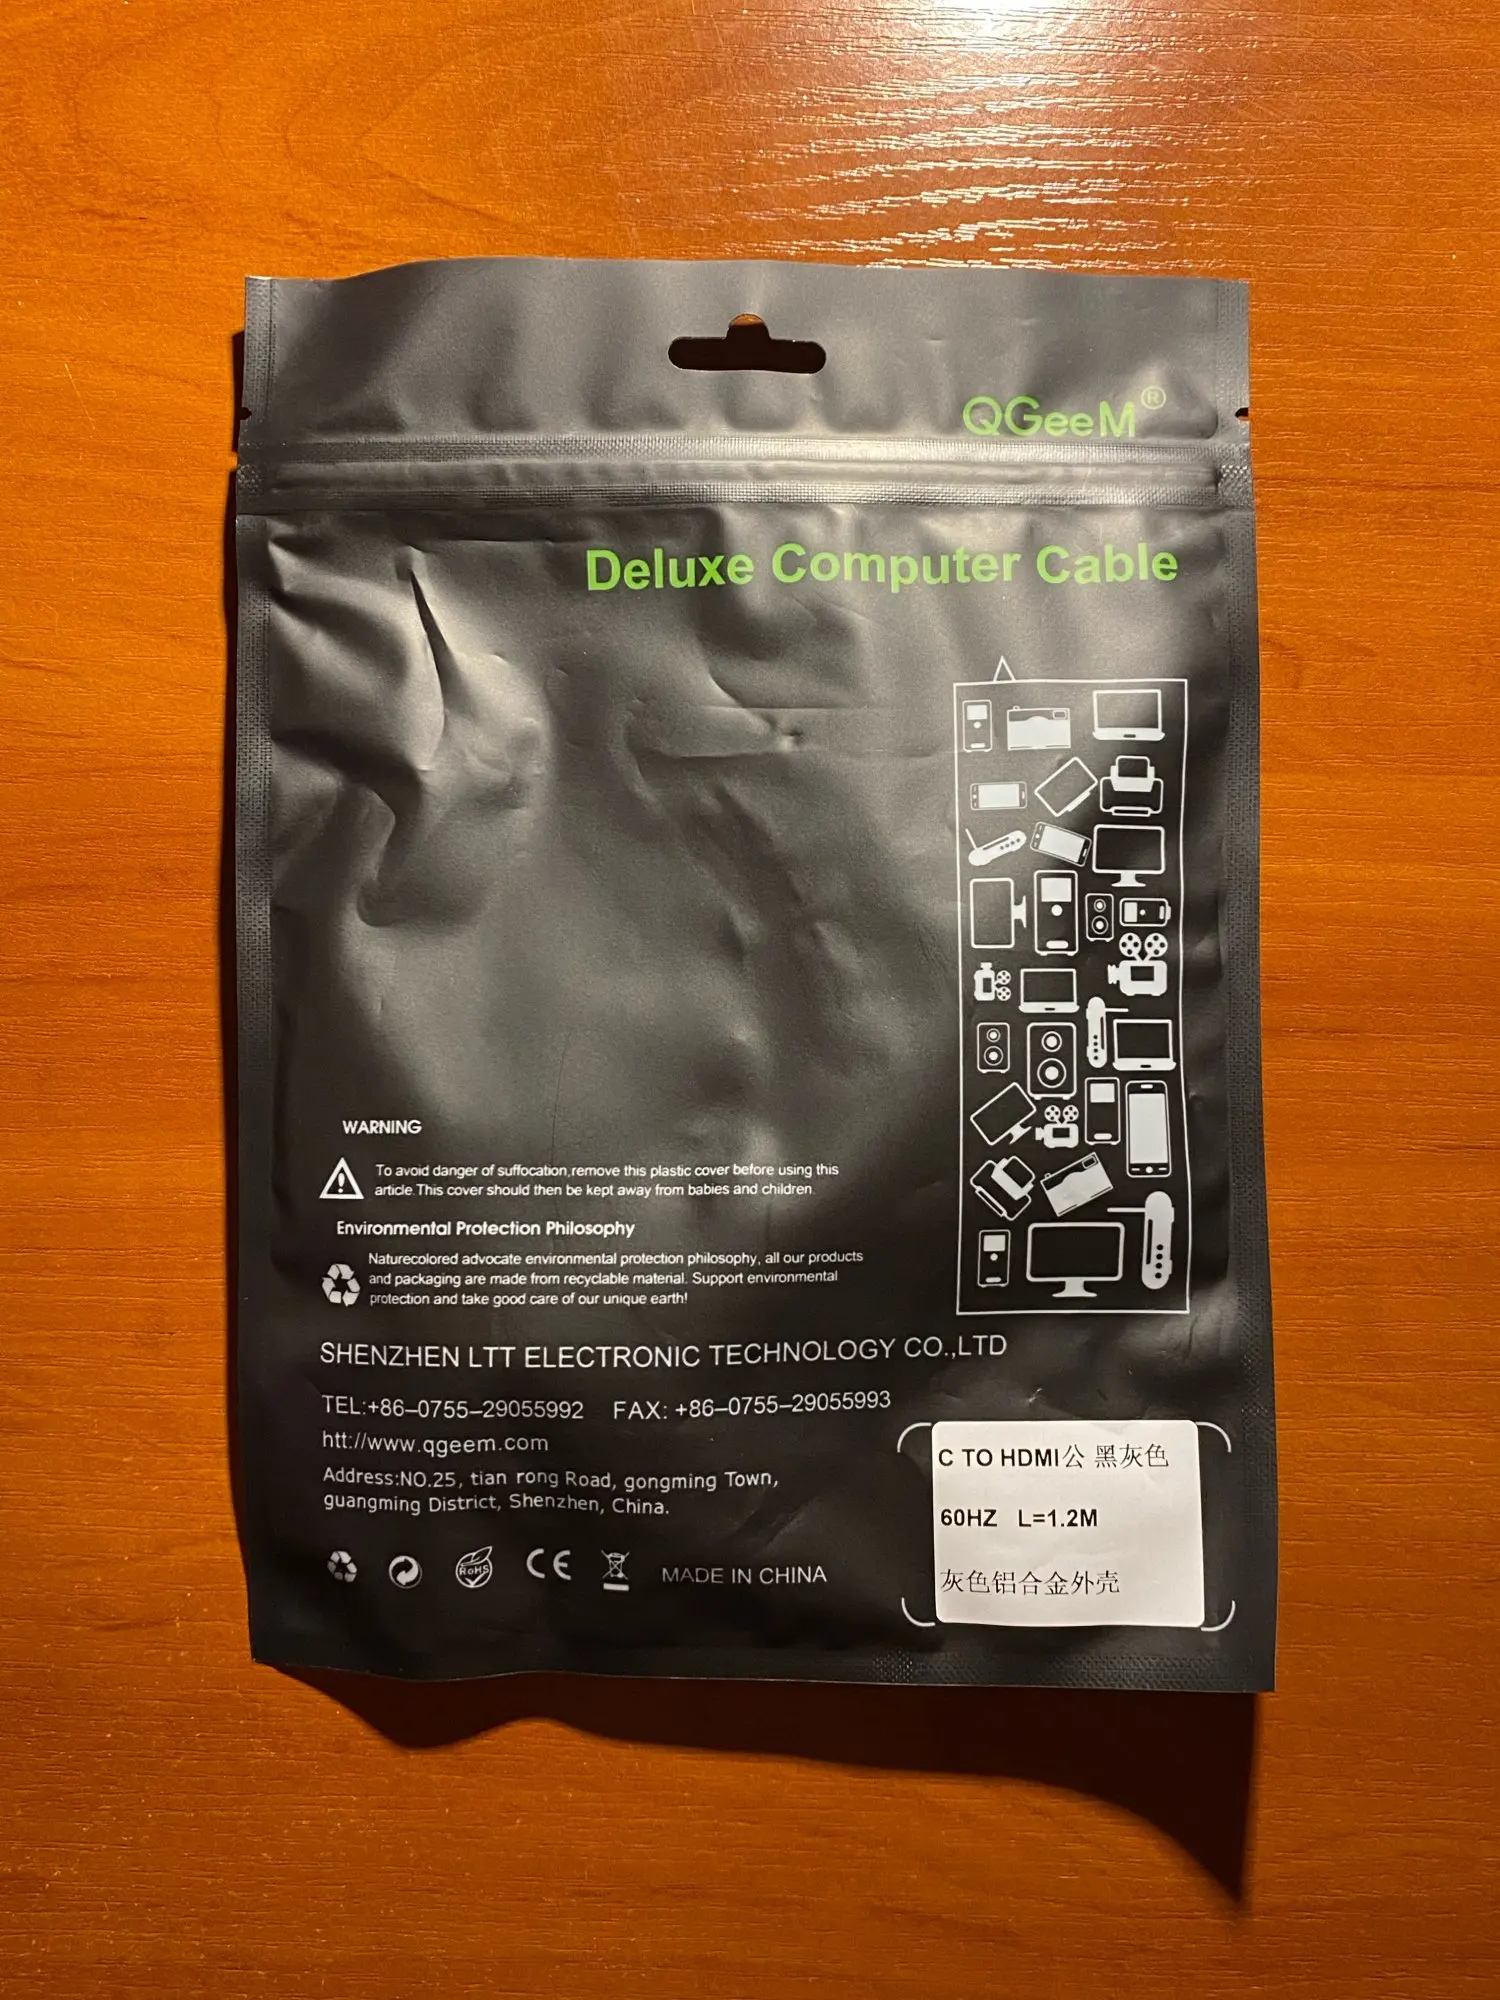 QGeeM®
Deluxe Computer Cable
WARNING
To avoid danger of suffocation,remove this plastic cover before using this
article.This cover should then be kept away from babies and children.
Environmental Protection Philosophy
Naturecolored advocate environmental protection philosophy, all our products
and packaging are made from recyclable material. Support environmental
protection and take good care of our unique earth!
SHENZHEN LTT ELECTRONIC TECHNOLOGY CO.,LTD
TEL:+86–0755–29055992 FAX: +86–0755–29055993
htt://www.qgeem.com
Address:NO.25, tian rong Road, gongming Town,
guangming District, Shenzhen, China.
RoHS CE MADE IN CHINA
C TO HDMI公 黑灰色
60HZ L=1.2M
灰色铝合金外壳